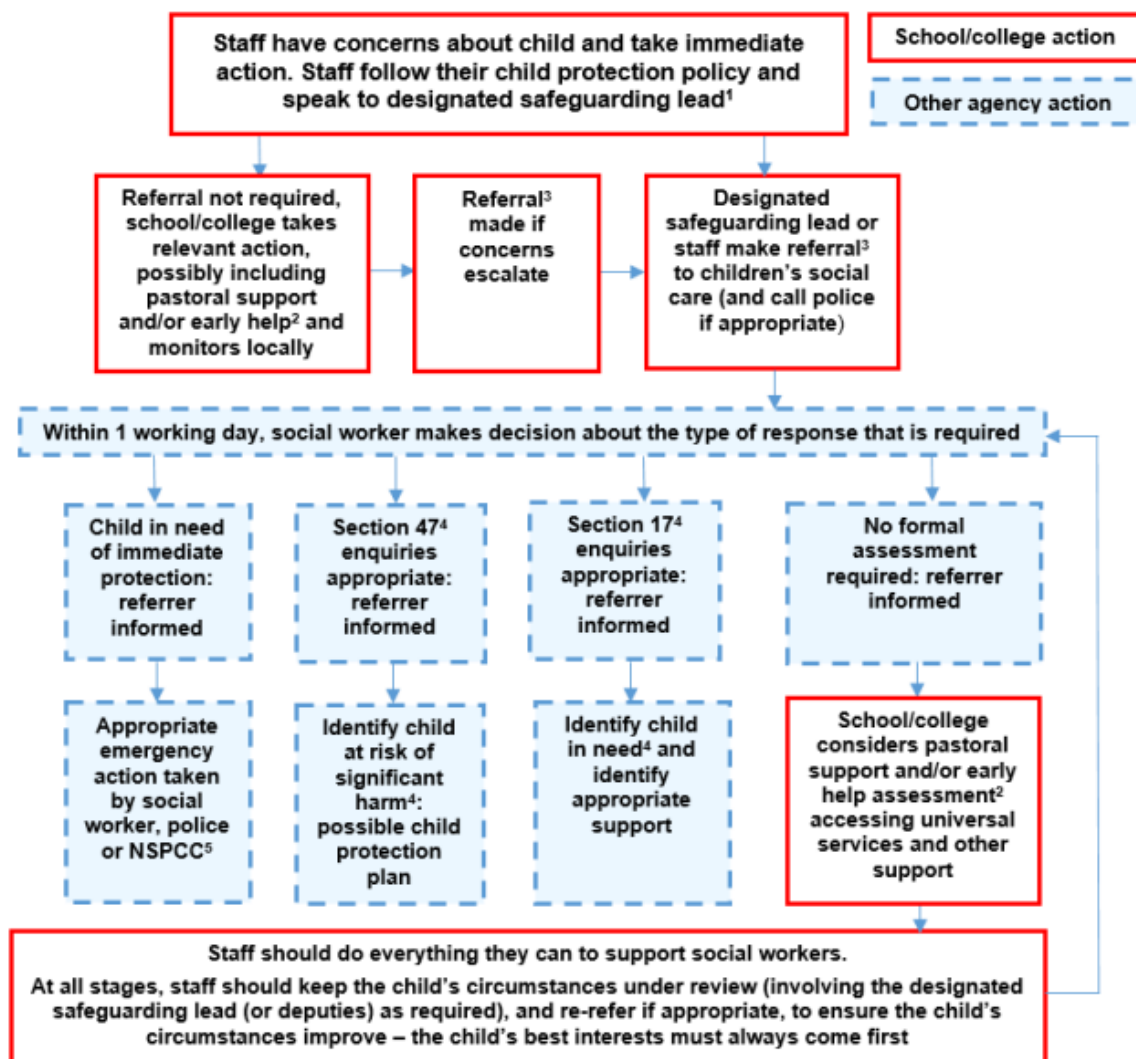 Staff have concerns about child and take immediate
action. Staff follow their child protection policy and
speak to designated safeguarding lead¹
School/college action
Other agency action
Referral not required,
school/college takes
relevant action,
possibly including
pastoral support
and/or early help² and
monitors locally
Referral³
made if
concerns
escalate
Designated
safeguarding lead or
staff make referral³
to children's social
care (and call police
if appropriate)
Within 1 working day, social worker makes decision about the type of response that is required
Child in need
of immediate
protection:
referrer
informed
Section 47⁴
enquiries
appropriate:
referrer
informed
Section 17⁴
enquiries
appropriate:
referrer
informed
No formal
assessment
required: referrer
informed
Appropriate
emergency
action taken
by social
worker, police
or NSPCC⁵
Identify child
at risk of
significant
harm⁴:
possible child
protection
plan
Identify child
in need⁴ and
identify
appropriate
support
School/college
considers pastoral
support and/or early
help assessment²
accessing universal
services and other
support
Staff should do everything they can to support social workers.
At all stages, staff should keep the child's circumstances under review (involving the designated
safeguarding lead (or deputies) as required), and re-refer if appropriate, to ensure the child's
circumstances improve – the child's best interests must always come first